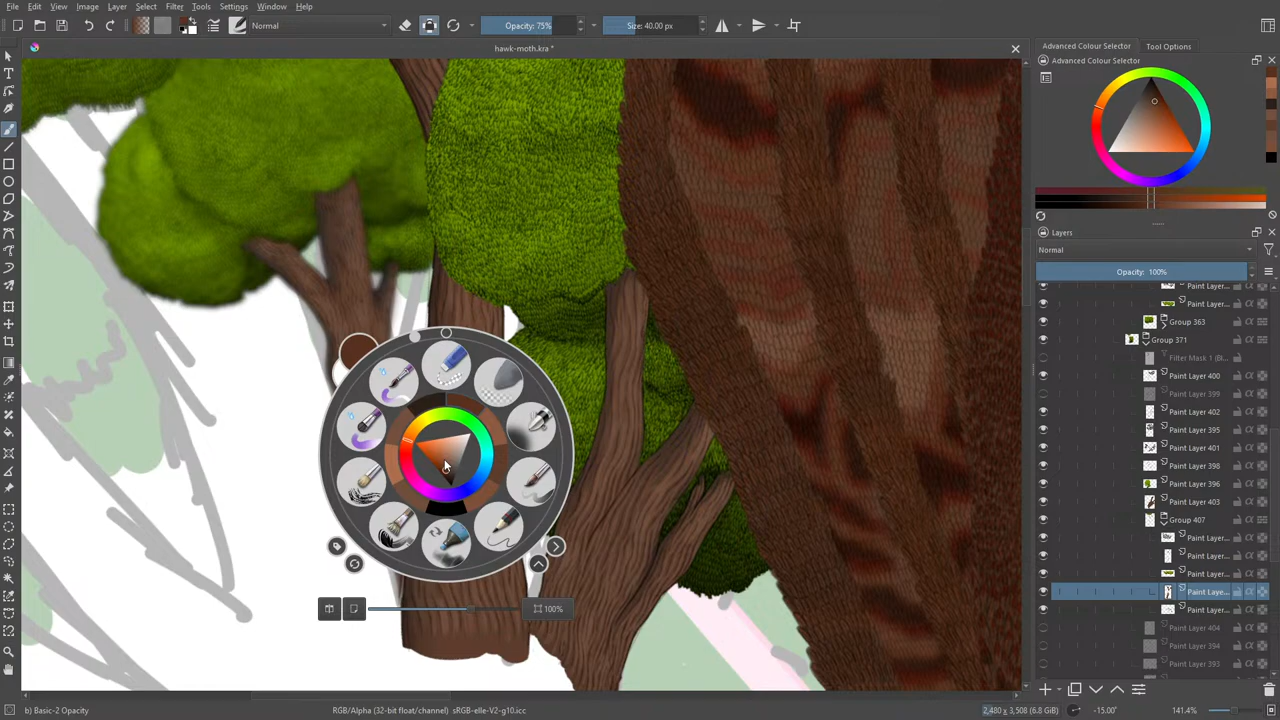 File Edit View Image Layer Select Filter Tools Settings Window Help
Normal Opacity: 75% Size: 40.00 px
hawk-moth.kra *
Advanced Colour Selector Tool Options
Advanced Colour Selector
Layers
Normal
Opacity: 100%
Paint Layer...
Paint Layer...
Group 363
Group 371
Filter Mask 1 (Bl...
Paint Layer 400
Paint Layer 399
Paint Layer 402
Paint Layer 395
Paint Layer 401
Paint Layer 398
Paint Layer 396
Paint Layer 403
Group 407
Paint Layer...
Paint Layer...
Paint Layer...
Paint Laye...
Paint Layer...
Paint Layer 404
Paint Layer 394
Paint Layer 393
100%
b) Basic-2 Opacity RGB/Alpha (32-bit float/channel) sRGB-elle-V2-g10.icc 2,480 x 3,508 (6.8 GiB) -15.00° 141.4%